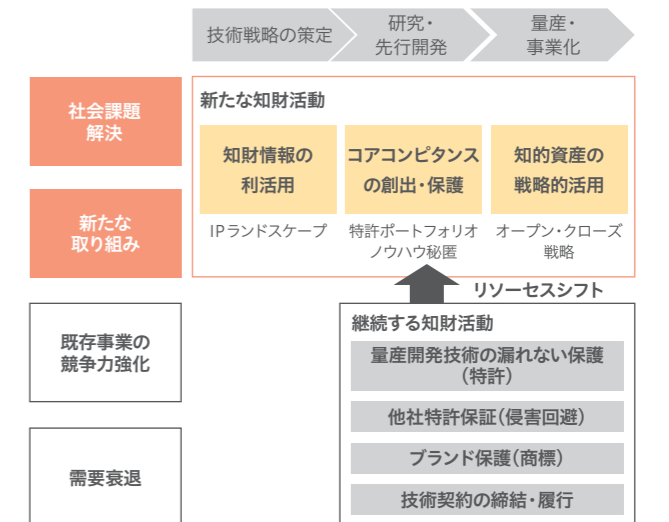 技術戦略の策定
研究・
先行開発
量産・
事業化
社会課題
解決
新たな
取り組み
既存事業の
競争力強化
需要衰退
新たな知財活動
知財情報の
利活用
IPランドスケープ
コアコンピタンス
の創出・保護
特許ポートフォリオ
ノウハウ秘匿
知的資産の
戦略的活用
オープン・クローズ
戦略
リソーセスシフト
継続する知財活動
量産開発技術の漏れない保護
(特許)
他社特許保証(侵害回避)
ブランド保護(商標)
技術契約の締結・履行